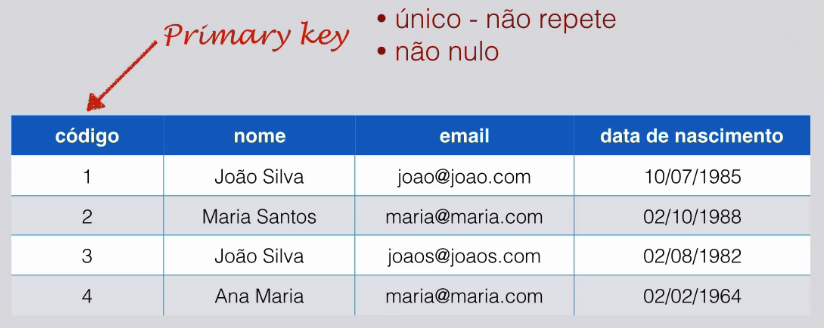 Primary key
• único - não repete
• não nulo
código nome email data de nascimento
1 João Silva joao@joao.com 10/07/1985
2 Maria Santos maria@maria.com 02/10/1988
3 João Silva joaos@joaos.com 02/08/1982
4 Ana Maria maria@maria.com 02/02/1964